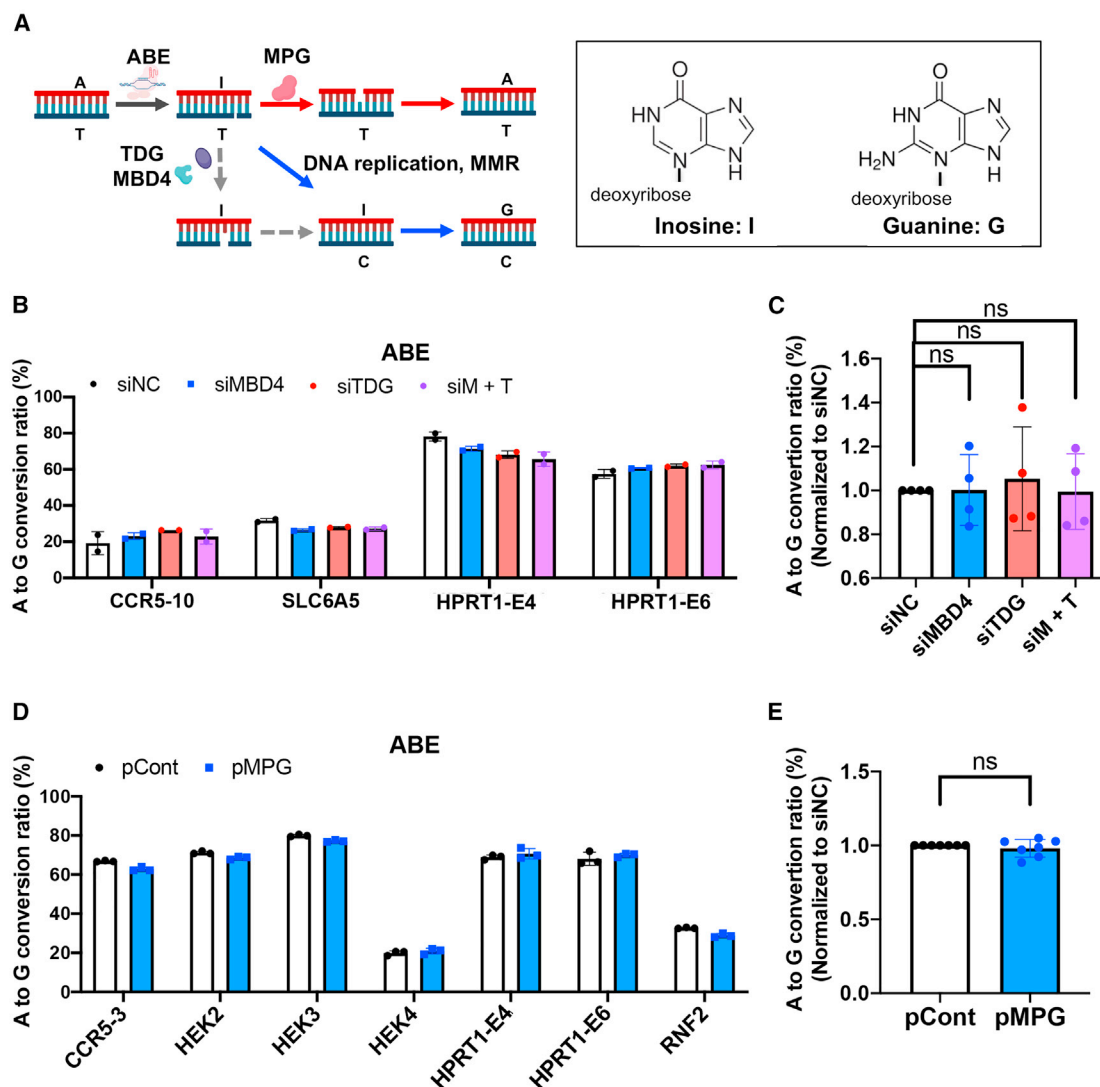 A
ABE
MPG
A
I
A
T
T
T
T
TDG
MBD4
DNA replication, MMR
I
I
G
C
C
O
HN
N
N
N
H
deoxyribose
Inosine: I
O
HN
N
H2N
N
N
H
deoxyribose
Guanine: G
B
ABE
siNC siMBD4 siTDG siM + T
A to G conversion ratio (%)
100
80
60
40
20
0
CCR5-10 SLC6A5 HPRT1-E4 HPRT1-E6
C
ns
ns
ns
A to G convertion ratio (%)
(Normalized to siNC)
1.6
1.4
1.2
1.0
0.8
0.6
siNC siMBD4 siTDG siM + T
D
ABE
pCont pMPG
A to G conversion ratio (%)
100
80
60
40
20
0
CCR5-3 HEK2 HEK3 HEK4 HPRT1-E4 HPRT1-E6 RNF2
E
ns
A to G convertion ratio (%)
(Normalized to siNC)
1.5
1.0
0.5
0.0
pCont pMPG